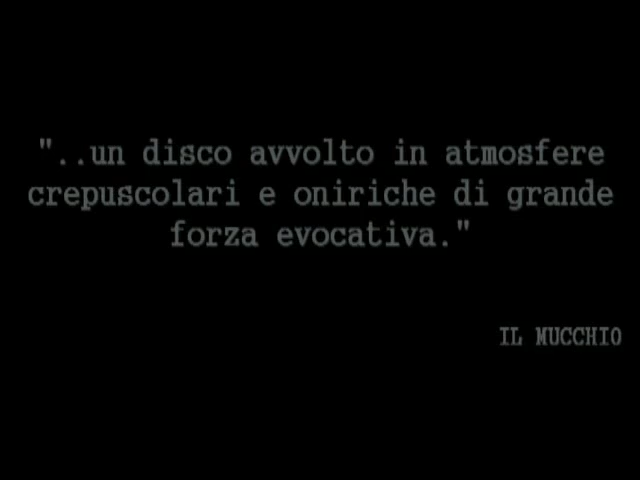 "..un disco avvolto in atmosfere
crepuscolari e oniriche di grande
forza evocativa."
IL MUCCHIO